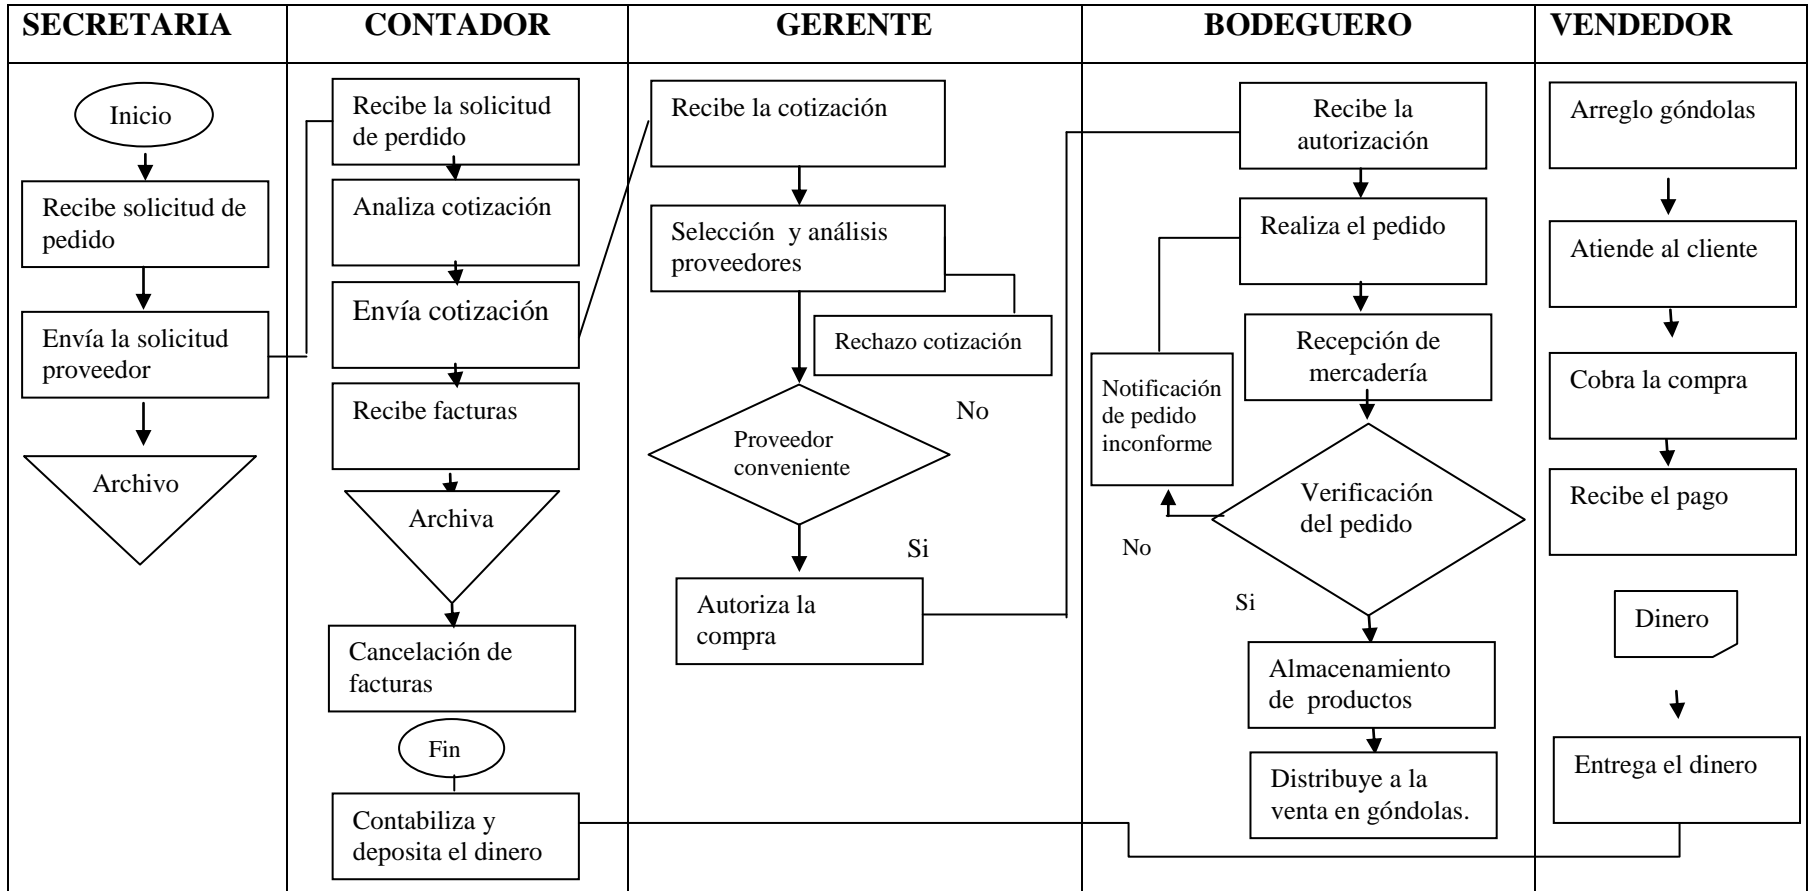 SECRETARIA
CONTADOR
GERENTE
BODEGUERO
VENDEDOR
Inicio
Recibe solicitud de
pedido
Envía la solicitud
proveedor
Archivo
Recibe la solicitud
de perdido
Analiza cotización
Envía cotización
Recibe facturas
Archiva
Cancelación de
facturas
Fin
Contabiliza y
deposita el dinero
Recibe la cotización
Selección y análisis
proveedores
Rechazo cotización
No
Proveedor
conveniente
Si
Autoriza la
compra
Recibe la
autorización
Realiza el pedido
Recepción de
mercadería
Notificación
de pedido
inconforme
Verificación
del pedido
No
Si
Almacenamiento
de productos
Distribuye a la
venta en góndolas.
Arreglo góndolas
Atiende al cliente
Cobra la compra
Recibe el pago
Dinero
Entrega el dinero